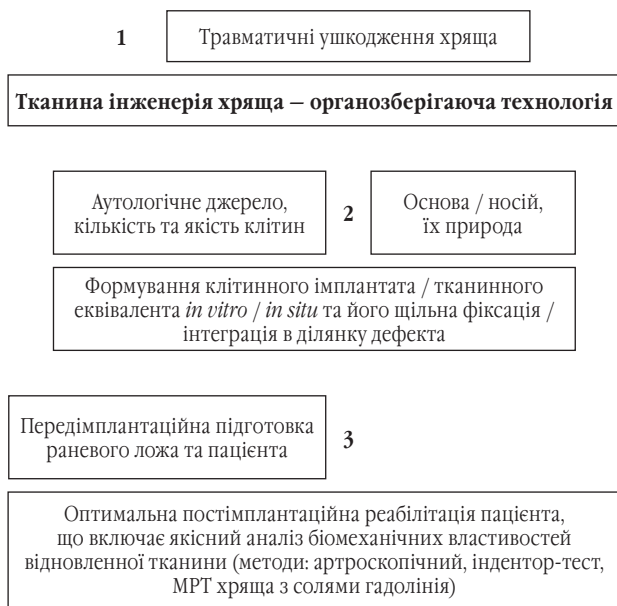 1 Травматичні ушкодження хряща
Тканина інженерія хряща – органозберігаюча технологія
Аутологічне джерело,
кількість та якість клітин
2
Основа / носій,
їх природа
Формування клітинного імплантата / тканинного
еквівалента in vitro / in situ та його щільна фіксація /
інтеграція в ділянку дефекта
Передімплантаційна підготовка
раневого ложа та пацієнта
3
Оптимальна постімплантаційна реабілітація пацієнта,
що включає якісний аналіз біомеханічних властивостей
відновленної тканини (методи: артроскопічний, індентор-тест,
МРТ хряща з солями гадолінія)